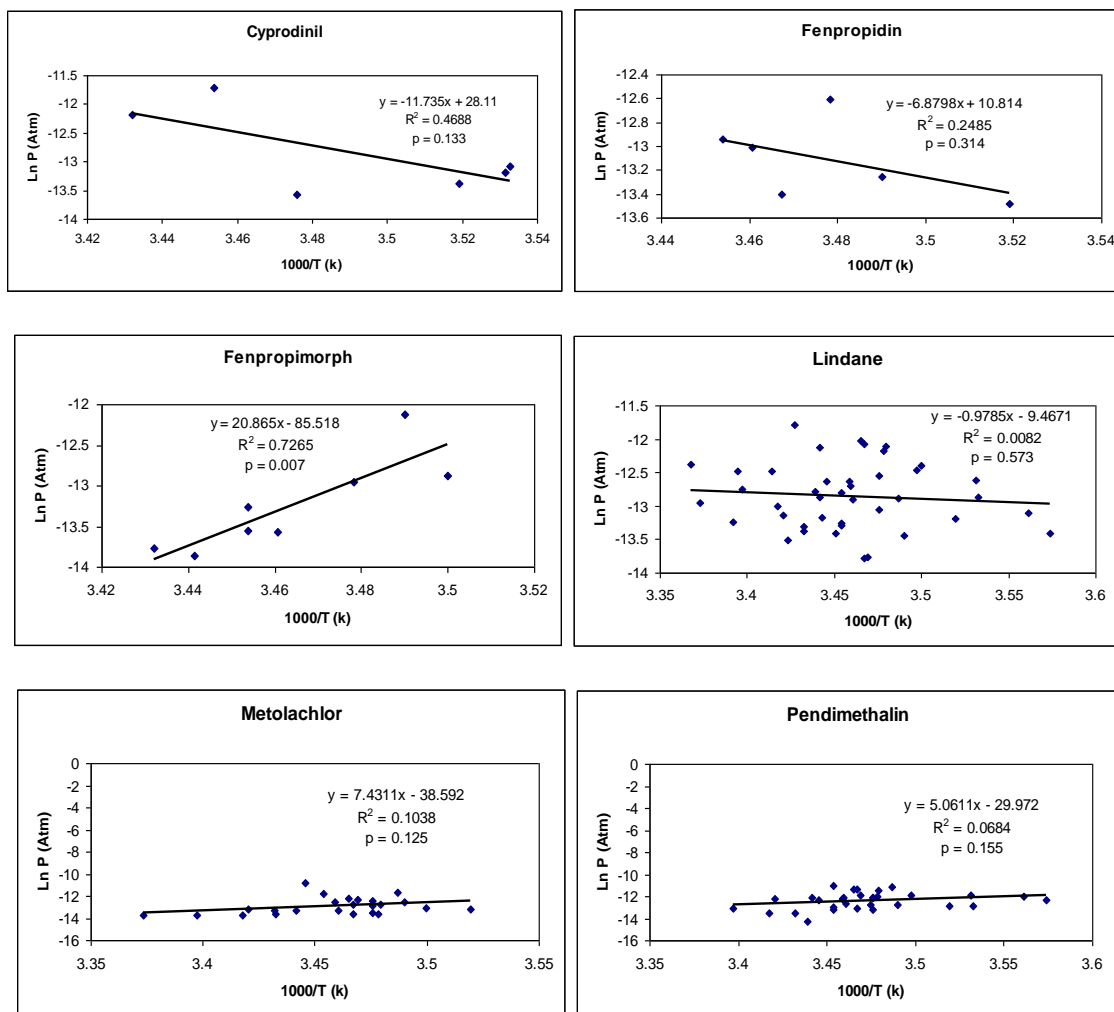 Cyprodinil
y = -11.735x + 28.11
R² = 0.4688
p = 0.133
-11.5
-12
-12.5
-13
-13.5
-14
3.42 3.44 3.46 3.48 3.5 3.52 3.54
1000/T (k)
Ln P (Atm)
Fenpropidin
y = -6.8798x + 10.814
R² = 0.2485
p = 0.314
-12.4
-12.6
-12.8
-13
-13.2
-13.4
-13.6
3.44 3.46 3.48 3.5 3.52 3.54
1000/T (k)
Ln P (Atm)
Fenpropimorph
y = 20.865x - 85.518
R² = 0.7265
p = 0.007
-12
-12.5
-13
-13.5
-14
3.42 3.44 3.46 3.48 3.5 3.52
1000/T (k)
Ln P (Atm)
Lindane
y = -0.9785x - 9.4671
R² = 0.0082
p = 0.573
-11.5
-12
-12.5
-13
-13.5
-14
3.35 3.4 3.45 3.5 3.55 3.6
1000/T (k)
Ln P (Atm)
Metolachlor
y = 7.4311x - 38.592
R² = 0.1038
p = 0.125
0
-2
-4
-6
-8
-10
-12
-14
-16
3.35 3.4 3.45 3.5 3.55
1000/T (k)
Ln P (Atm)
Pendimethalin
y = 5.0611x - 29.972
R² = 0.0684
p = 0.155
0
-2
-4
-6
-8
-10
-12
-14
-16
3.35 3.4 3.45 3.5 3.55 3.6
1000/T (k)
Ln P (Atm)